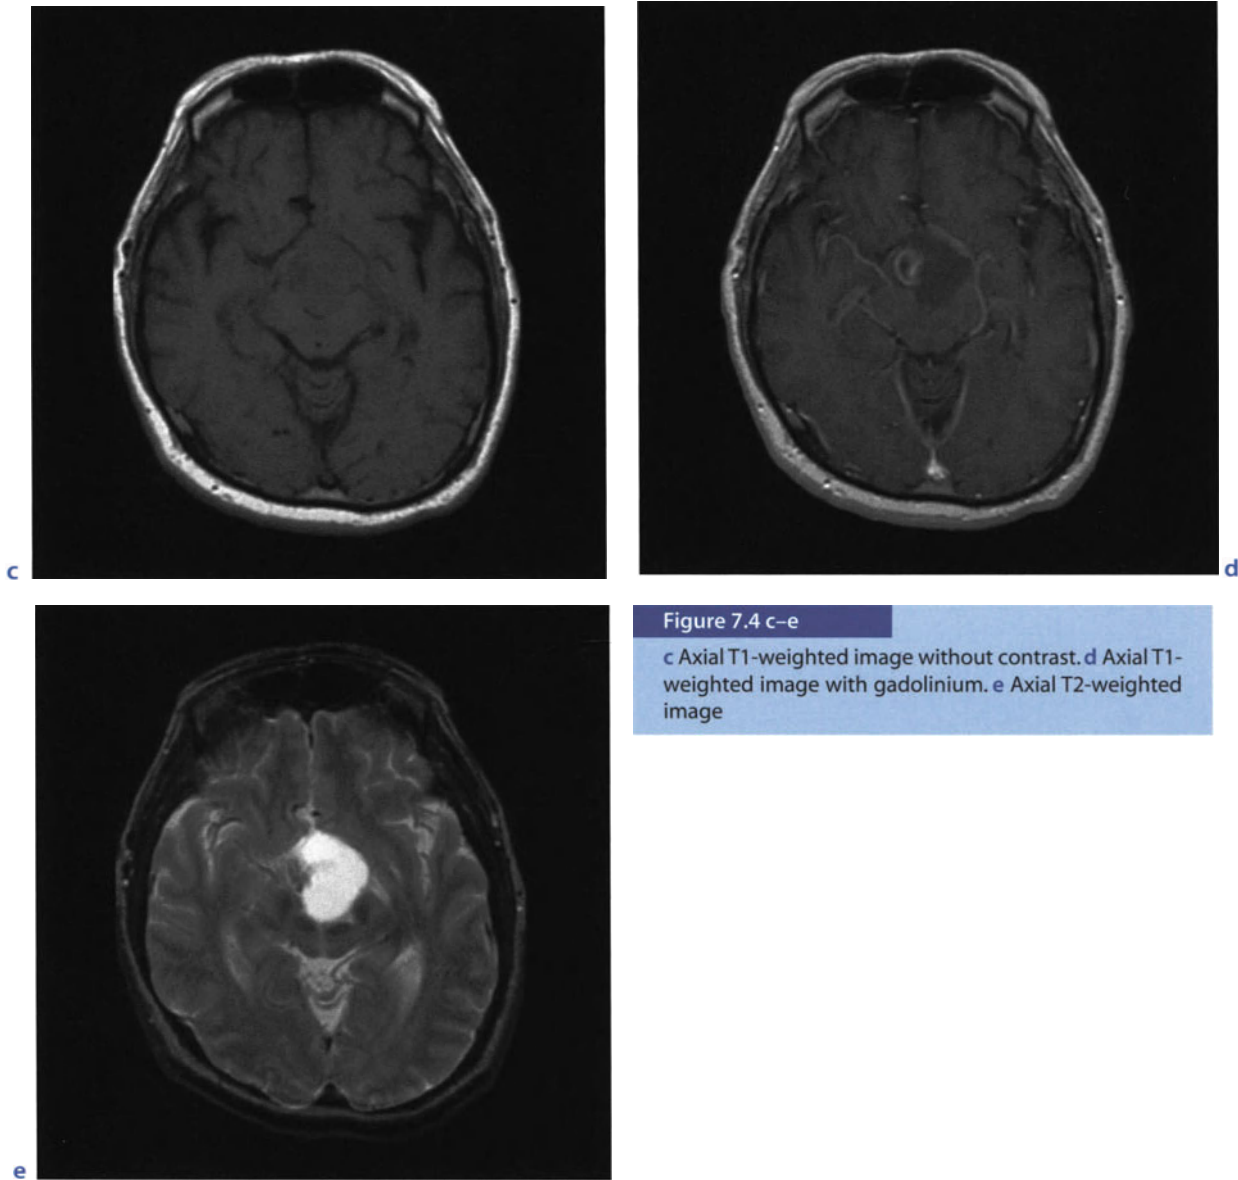 c
d
Figure 7.4 c–e
c Axial T1-weighted image without contrast. d Axial T1-
weighted image with gadolinium. e Axial T2-weighted
image
e